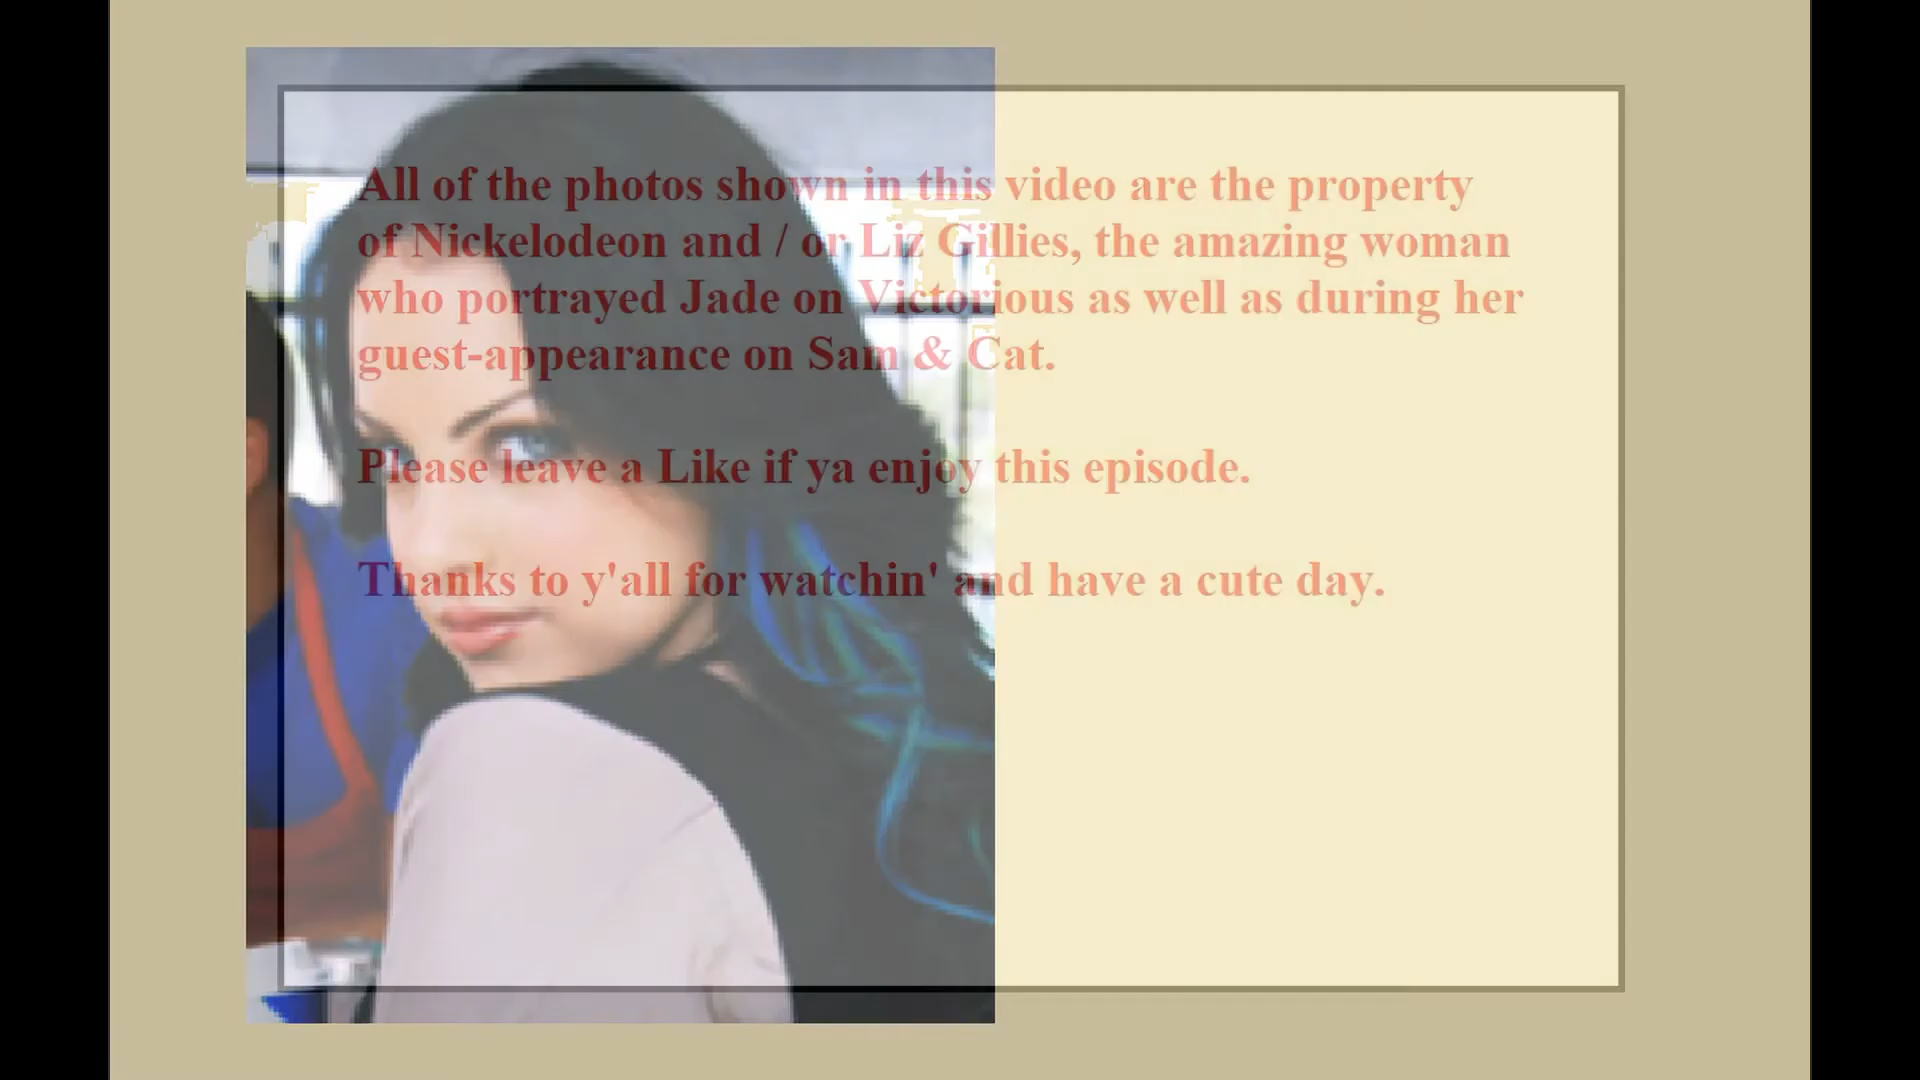 All of the photos shown in this video are the property
of Nickelodeon and / or Liz Gillies, the amazing woman
who portrayed Jade on Victorious as well as during her
guest-appearance on Sam & Cat.
Please leave a Like if ya enjoy this episode.
Thanks to y'all for watchin' and have a cute day.